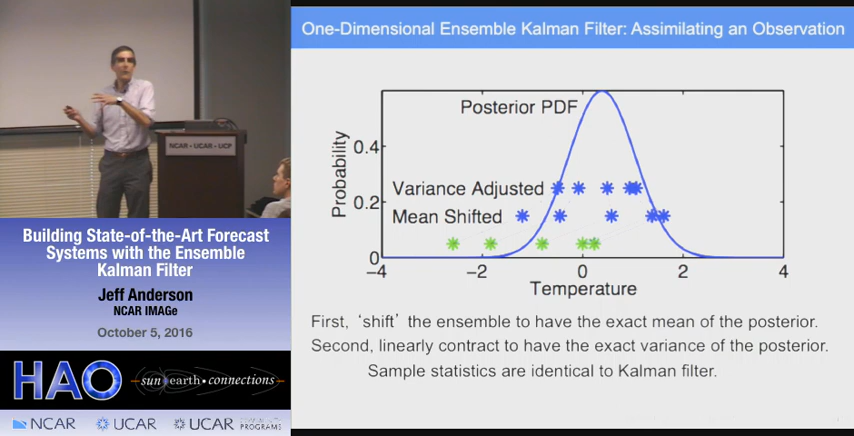 One-Dimensional Ensemble Kalman Filter: Assimilating an Observation
NCAR • UCAR • UCP
Building State-of-the-Art Forecast
Systems with the Ensemble
Kalman Filter
Jeff Anderson
NCAR IMAGe
October 5, 2016
HAO
sun earth • connections
NCAR
UCAR
UCAR
PROGRAMS
Posterior PDF
Probability
0.4
Variance Adjusted
0.2
Mean Shifted
0
−4
−2
0
2
4
Temperature
First, ‘shift’ the ensemble to have the exact mean of the posterior.
Second, linearly contract to have the exact variance of the posterior.
Sample statistics are identical to Kalman filter.